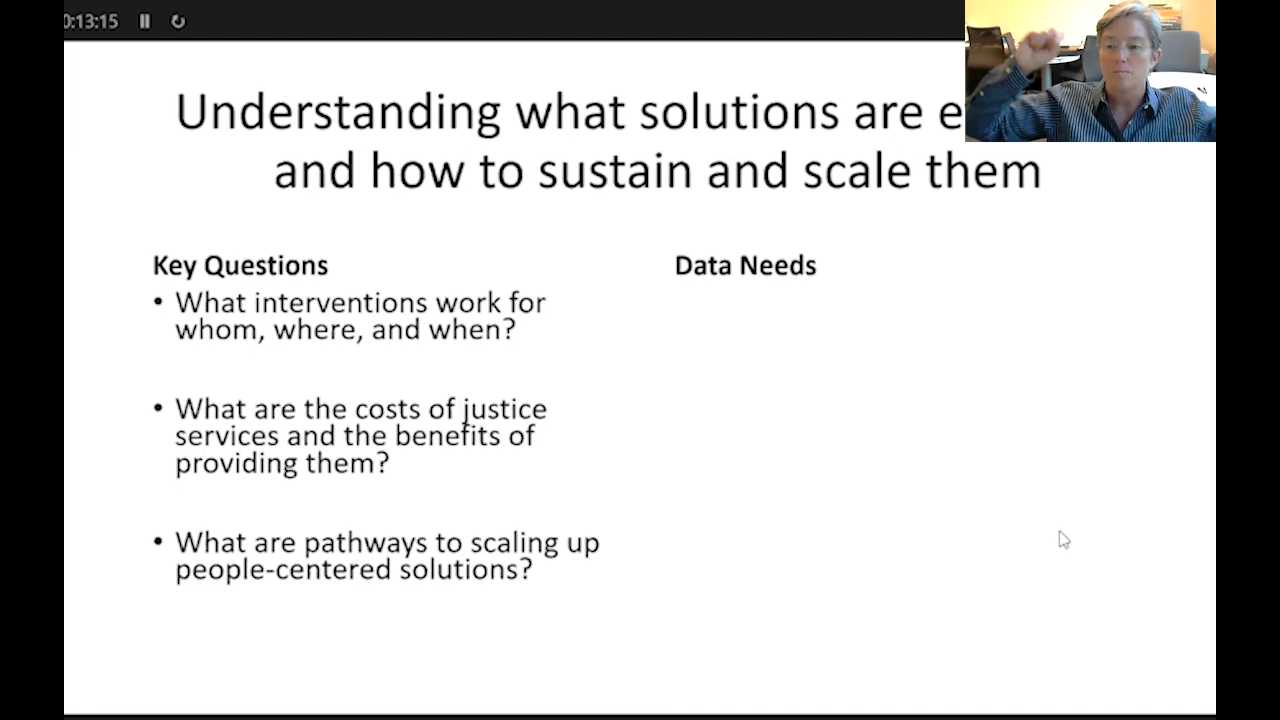 0:13:15
Understanding what solutions are
and how to sustain and scale them
Key Questions
• What interventions work for
whom, where, and when?
• What are the costs of justice
services and the benefits of
providing them?
• What are pathways to scaling up
people-centered solutions?
Data Needs